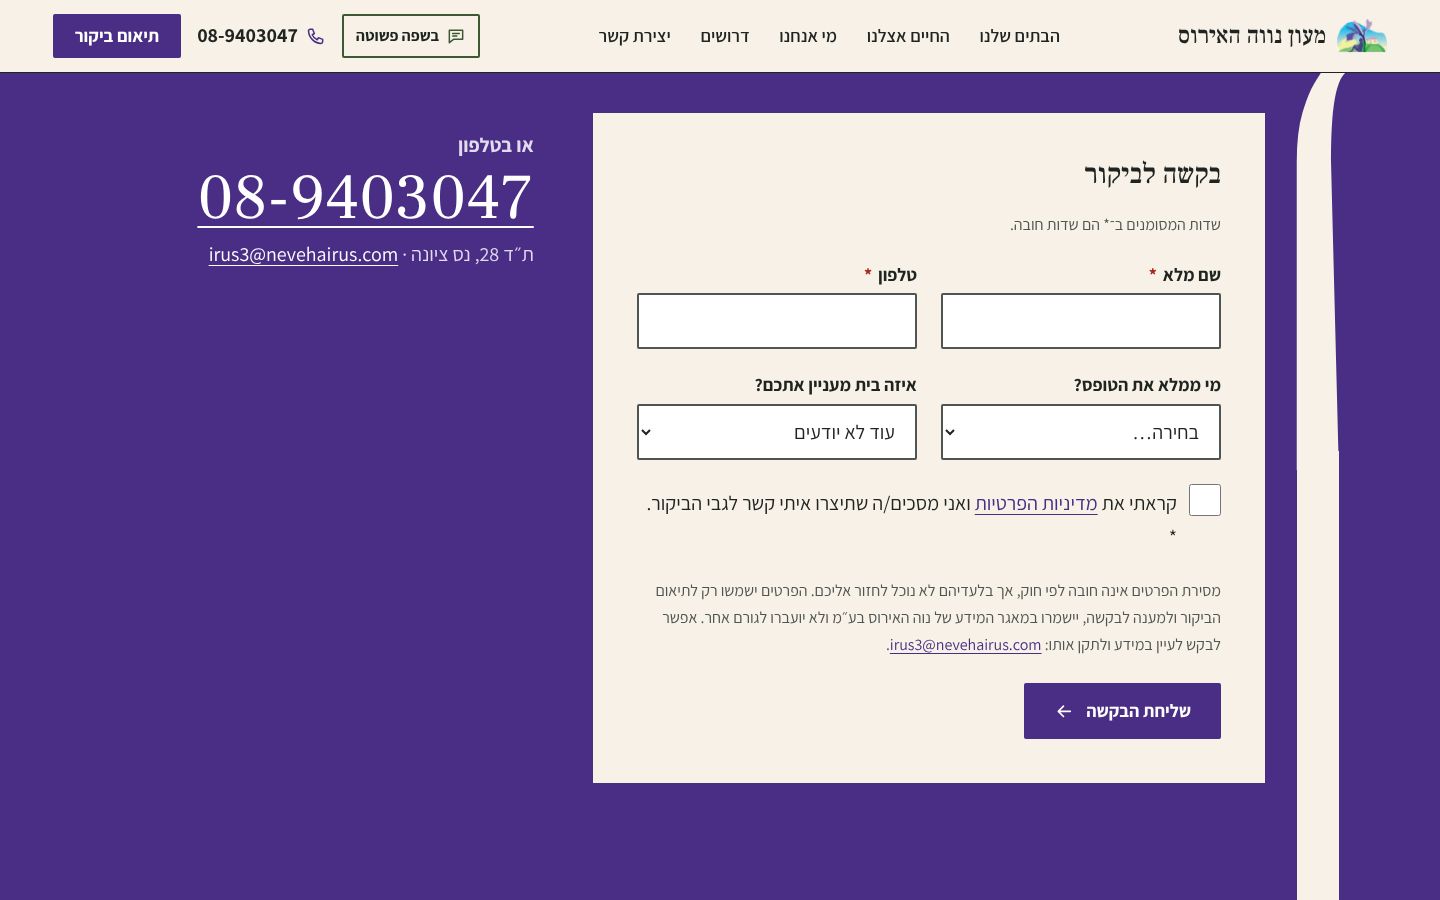 מעון נווה האירוס
הבתים שלנו
החיים אצלנו
מי אנחנו
דרושים
יצירת קשר
בשפה פשוטה
08-9403047
תיאום ביקור
בקשה לביקור
שדות המסומנים ב־* הם שדות חובה.
שם מלא *
טלפון *
מי ממלא את הטופס?
איזה בית מעניין אתכם?
בחירה…
עוד לא יודעים
קראתי את מדיניות הפרטיות ואני מסכים/ה שתיצרו איתי קשר לגבי הביקור.
*
מסירת הפרטים אינה חובה לפי חוק, אך בלעדיהם לא נוכל לחזור אליכם. הפרטים ישמשו רק לתיאום
הביקור ולמענה לבקשה, יישמרו במאגר המידע של נוה האירוס בע״מ ולא יועברו לגורם אחר. אפשר
לבקש לעיין במידע ולתקן אותו: irus3@nevehairus.com.
שליחת הבקשה
או בטלפון
08-9403047
ת״ד 28, נס ציונה · irus3@nevehairus.com